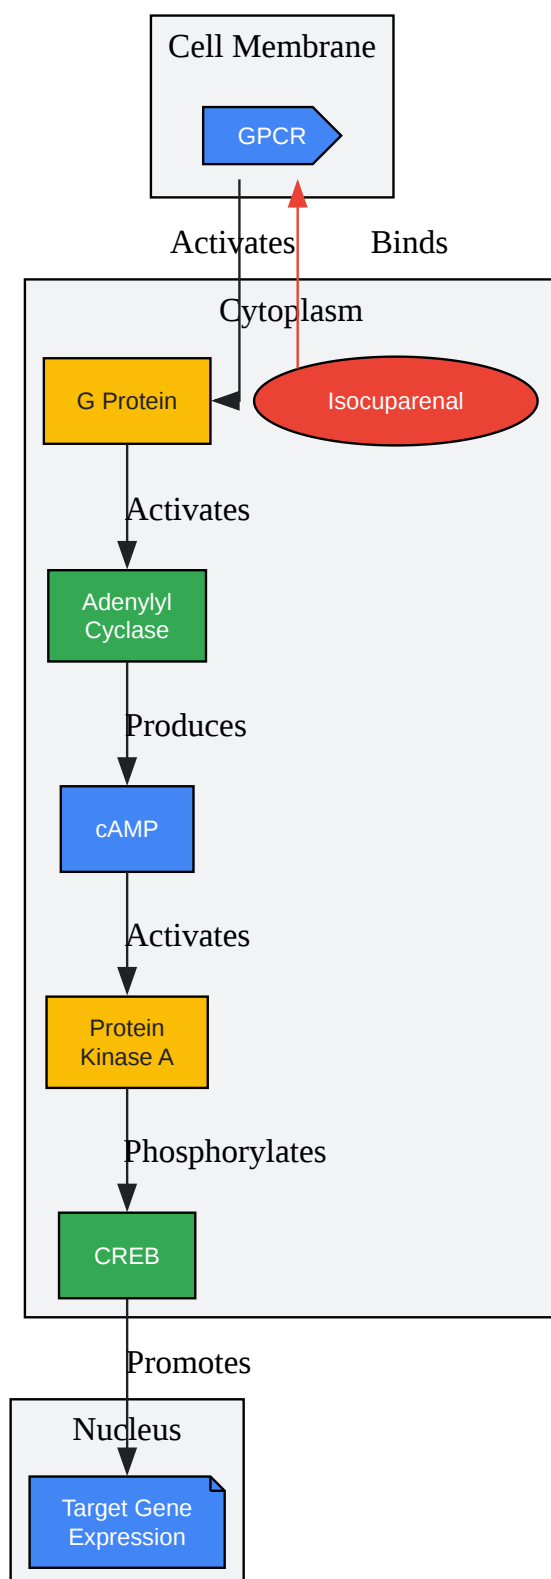 Cell Membrane
GPCR
Activates
Binds
Cytoplasm
G Protein
Isocuparenal
Activates
Adenylyl
Cyclase
Produces
cAMP
Activates
Protein
Kinase A
Phosphorylates
CREB
Promotes
Nucleus
Target Gene
Expression